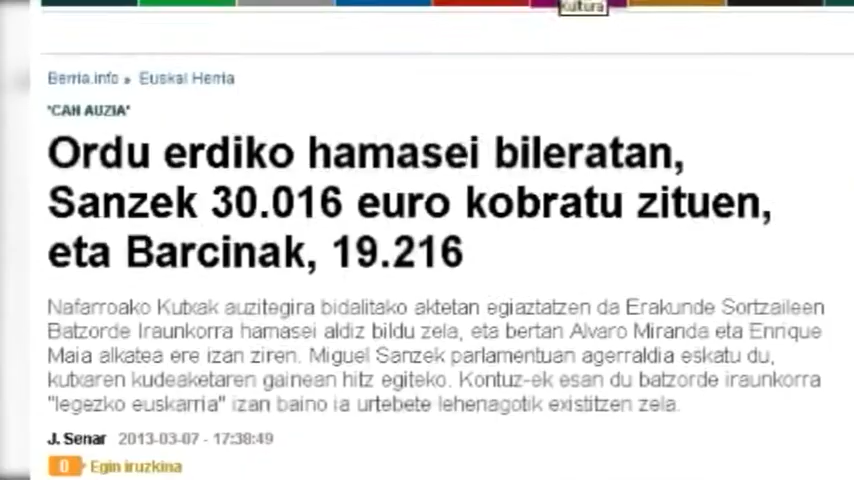 Kultura
Berria.info » Euskal Herria
'CAN AUZIA'
Ordu erdiko hamasei bileratan,
Sanzek 30.016 euro kobratu zituen,
eta Barcinak, 19.216
Nafarroako Kutxak auzitegira bidalitako aktetan egiaztatzen da Erakunde Sortzaileen
Batzorde Iraunkorra hamasei aldiz bildu zela, eta bertan Alvaro Miranda eta Enrique
Maia alkatea ere izan ziren. Miguel Sanzek parlamentuan agerraldia eskatu du,
kutxaren kudeaketaren gainean hitz egiteko. Kontuz-ek esan du batzorde iraunkorra
"legezko euskarria" izan baino ia urtebete lehenagotik existitzen zela.
J. Senar 2013-03-07 - 17:38:49
0 Egin iruzkina